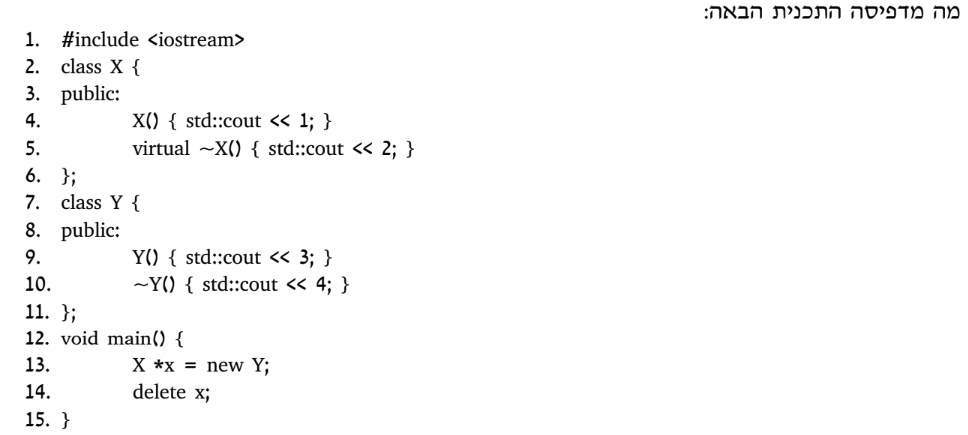 מה מדפיסה התכנית הבאה:
1. #include <iostream>
2. class X {
3. public:
4. X() { std::cout << 1; }
5. virtual ~X() { std::cout << 2; }
6. };
7. class Y {
8. public:
9. Y() { std::cout << 3; }
10. ~Y() { std::cout << 4; }
11. };
12. void main() {
13. X *x = new Y;
14. delete x;
15. }